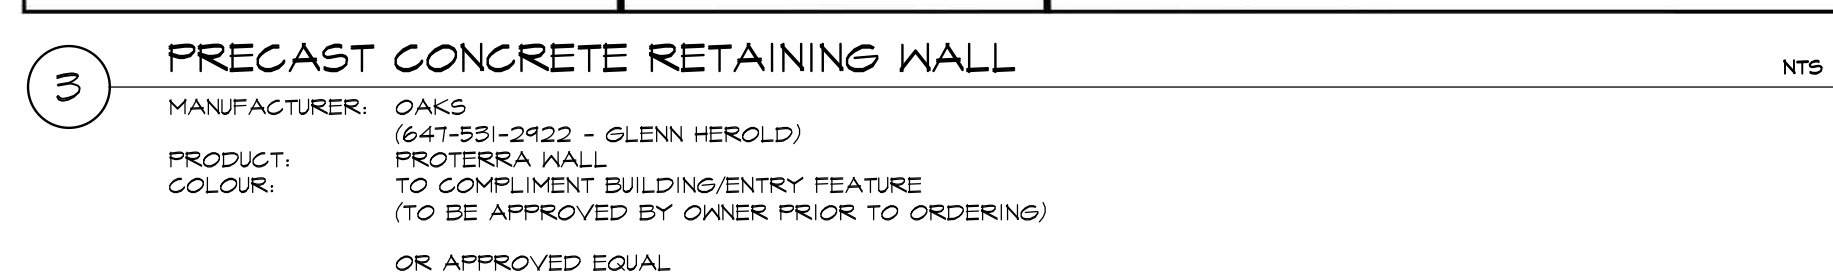 3
PRECAST CONCRETE RETAINING WALL
NTS
MANUFACTURER: OAKS
(647-531-2922 - GLENN HEROLD)
PRODUCT: PROTERRA WALL
COLOUR: TO COMPLIMENT BUILDING/ENTRY FEATURE
(TO BE APPROVED BY OWNER PRIOR TO ORDERING)
OR APPROVED EQUAL